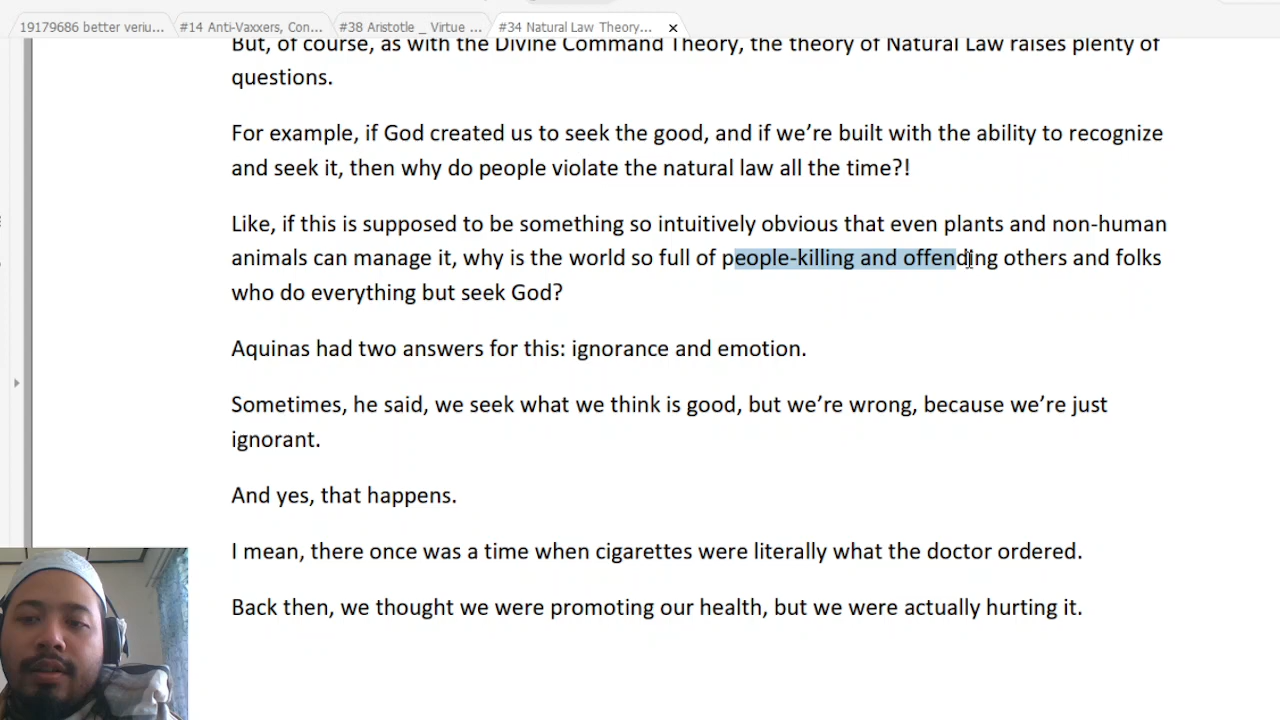 19179686 better veriu... #14 Anti-Vaxxers, Con... #38 Aristotle _ Virtue ... #34 Natural Law Theory... ×
But, of course, as with the Divine Command Theory, the theory of Natural Law raises plenty of
questions.
For example, if God created us to seek the good, and if we’re built with the ability to recognize
and seek it, then why do people violate the natural law all the time?!
Like, if this is supposed to be something so intuitively obvious that even plants and non-human
animals can manage it, why is the world so full of people-killing and offending others and folks
who do everything but seek God?
Aquinas had two answers for this: ignorance and emotion.
Sometimes, he said, we seek what we think is good, but we’re wrong, because we’re just
ignorant.
And yes, that happens.
I mean, there once was a time when cigarettes were literally what the doctor ordered.
Back then, we thought we were promoting our health, but we were actually hurting it.